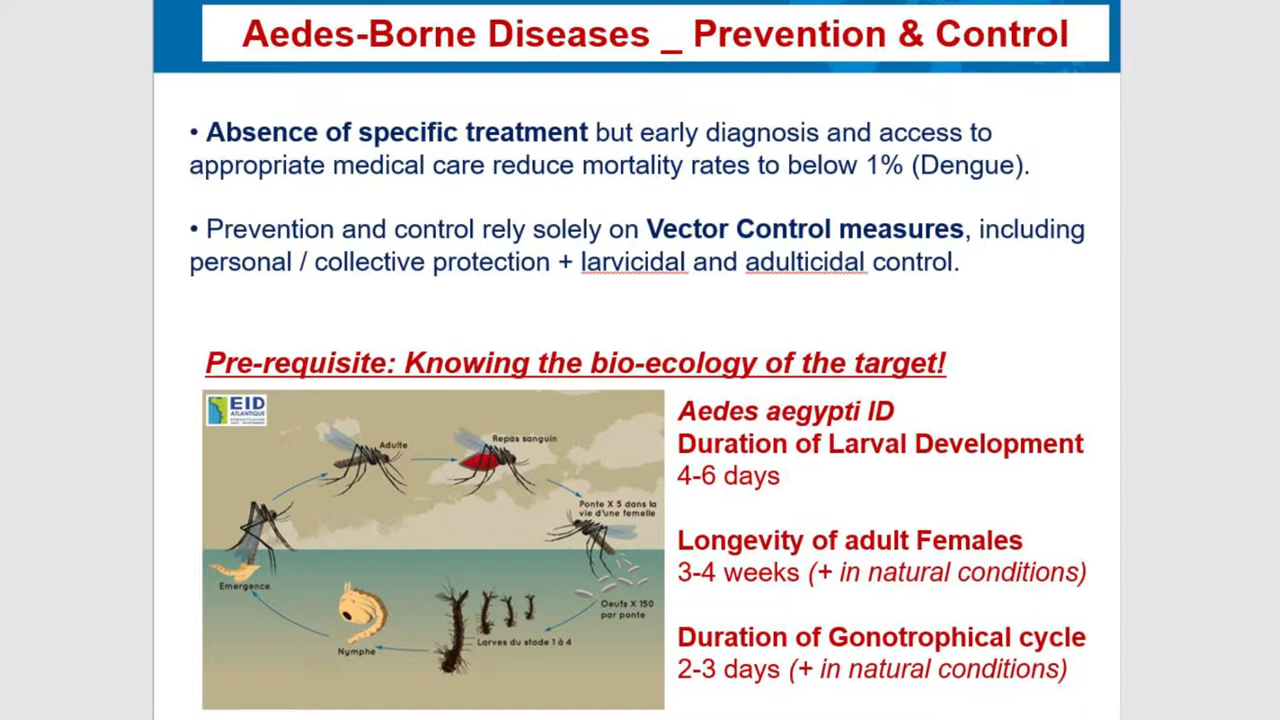 Aedes-Borne Diseases _ Prevention & Control
• Absence of specific treatment but early diagnosis and access to
appropriate medical care reduce mortality rates to below 1% (Dengue).
• Prevention and control rely solely on Vector Control measures, including
personal / collective protection + larvicidal and adulticidal control.
Pre-requisite: Knowing the bio-ecology of the target!
EID
ATLANTIQUE
Adulte
Repas sanguin
Ponte X 5 dans la
vie d'une femelle
Emergence
Oeufs X 150
par ponte
Larves du stade 1 à 4
Nymphe
Aedes aegypti ID
Duration of Larval Development
4-6 days
Longevity of adult Females
3-4 weeks (+ in natural conditions)
Duration of Gonotrophical cycle
2-3 days (+ in natural conditions)